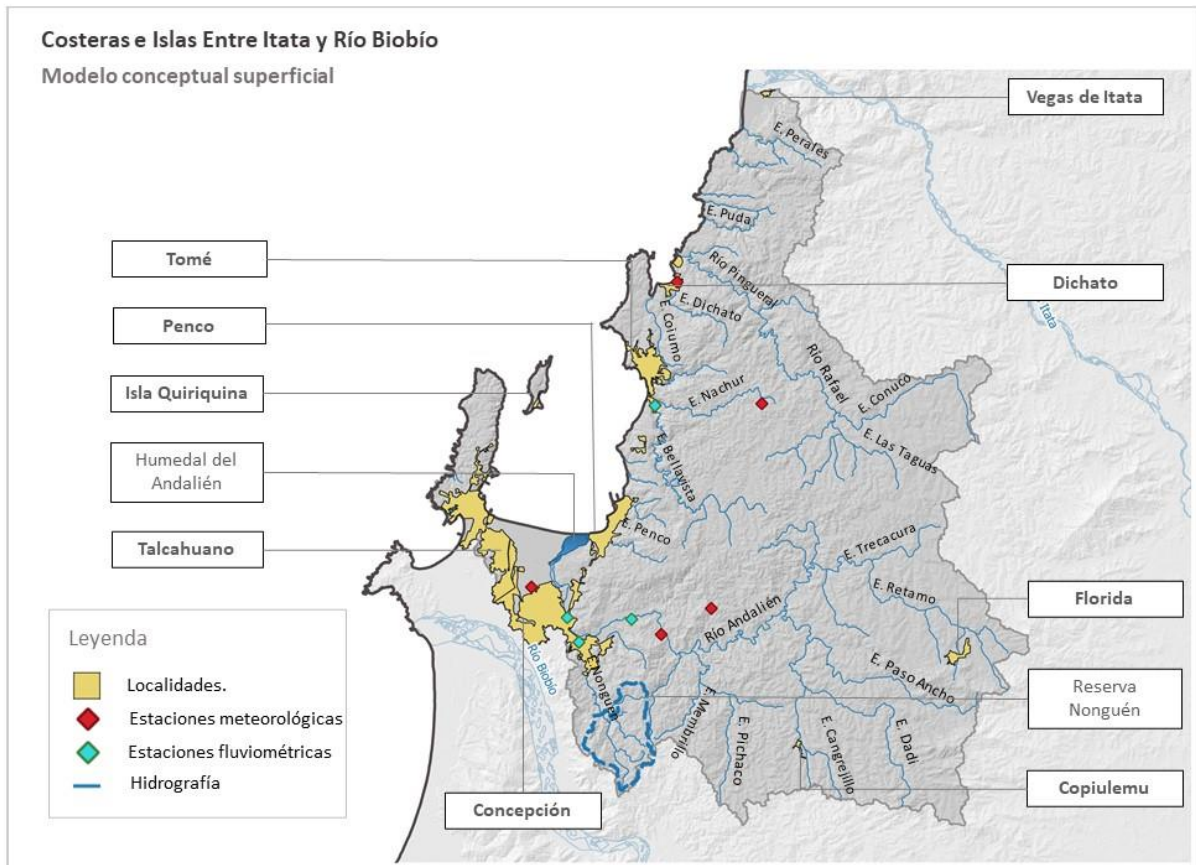 Costeras e Islas Entre Itata y Río Biobío
Modelo conceptual superficial
Vegas de Itata
E. Perales
E. Puda
Tomé
Río Pingueral
Dichato
E. Dichato
Penco
E. Coiumo
Itata
Río Rafael
Isla Quiriquina
E. Nachur
E. Conuco
E. Las Taguas
Humedal del
Andalién
E. Bellavista
E. Penco
Talcahuano
E. Trecacura
E. Retamo
Florida
Río Andalién
Leyenda
Localidades.
Estaciones meteorológicas
Estaciones fluviométricas
Hidrografía
Río Biobío
E. Nonguén
E. Paso Ancho
Reserva
Nonguén
E. Membrillo
E. Pichaco
E. Cangrejillo
E. Dadi
Concepción
Copiulemu